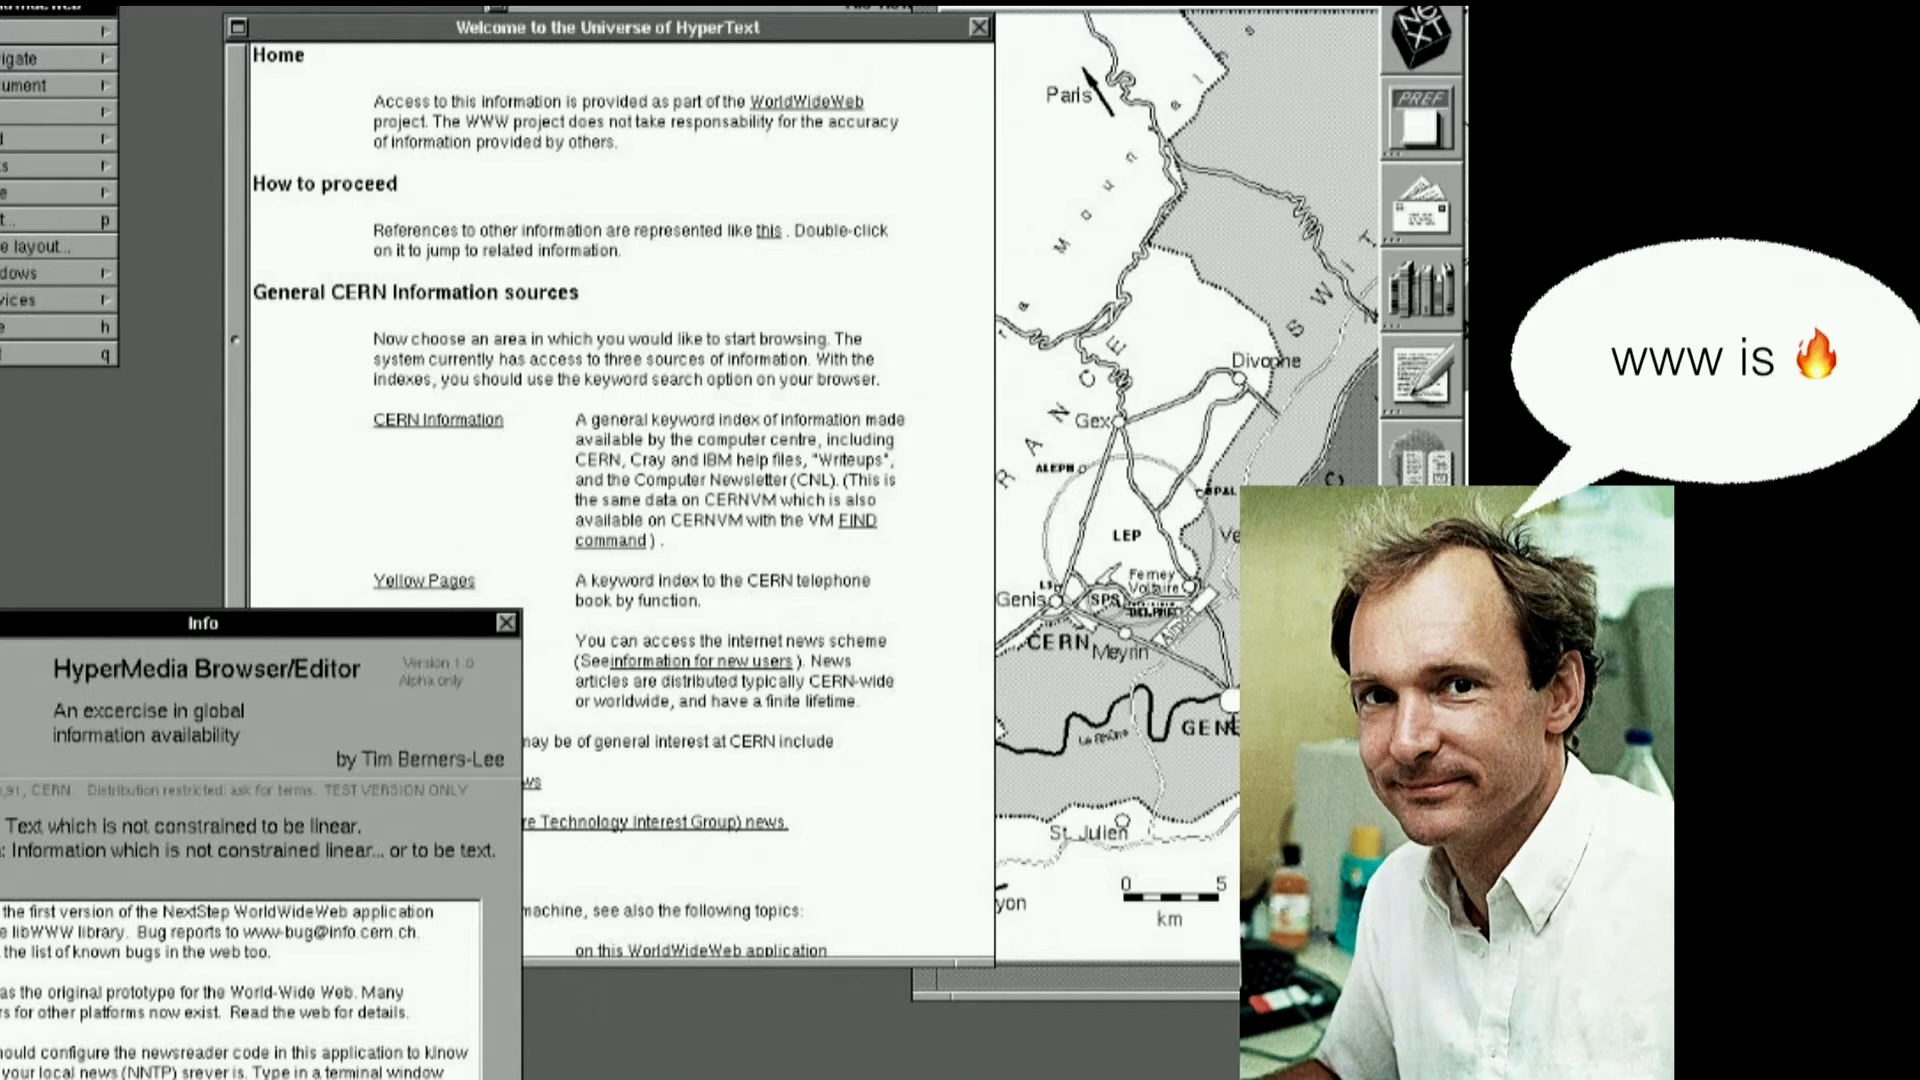 Welcome to the Universe of HyperText
Home
Access to this information is provided as part of the WorldWideWeb
project. The WWW project does not take responsability for the accuracy
of information provided by others.
How to proceed
References to other information are represented like this . Double-click
on it to jump to related information.
General CERN Information sources
Now choose an area in which you would like to start browsing. The
system currently has access to three sources of information. With the
indexes, you should use the keyword search option on your browser.
CERN Information
A general keyword index of information made
available by the computer centre, including
CERN, Cray and IBM help files, "Writeups",
and the Computer Newsletter (CNL). (This is
the same data on CERNVM which is also
available on CERNVM with the VM FIND
command ) .
Yellow Pages
A keyword index to the CERN telephone
book by function.
You can access the internet news scheme
(See information for new users ). News
articles are distributed typically CERN-wide
or worldwide, and have a finite lifetime.
may be of general interest at CERN include
ws
re Technology Interest Group) news.
machine, see also the following topics:
on this WorldWideWeb application
igate
ument
t... p
e layout...
dows
vices
e h
t q
Info
HyperMedia Browser/Editor
Version 1.0
Alpha only
An excercise in global
information availability
by Tim Berners-Lee
,91, CERN. Distribution restricted: ask for terms. TEST VERSION ONLY
Text which is not constrained to be linear.
: Information which is not constrained linear... or to be text.
the first version of the NextStep WorldWideWeb application
e libWWW library. Bug reports to www-bug@info.cern.ch.
the list of known bugs in the web too.
as the original prototype for the World-Wide Web. Many
rs for other platforms now exist. Read the web for details.
hould configure the newsreader code in this application to klnow
your local news (NNTP) srever is. Type in a terminal window
Paris
FRANCE
SWIT
Divonne
Gex
ALEPH
OPAL
LEP
Ferney
Voltaire
L3
Genis
SPS
DELPHI
CERN
Meyrin
Airport
Le Rhône
GENE
St. Julien
yon
0 5
km
NeXT
PREF
www is 🔥